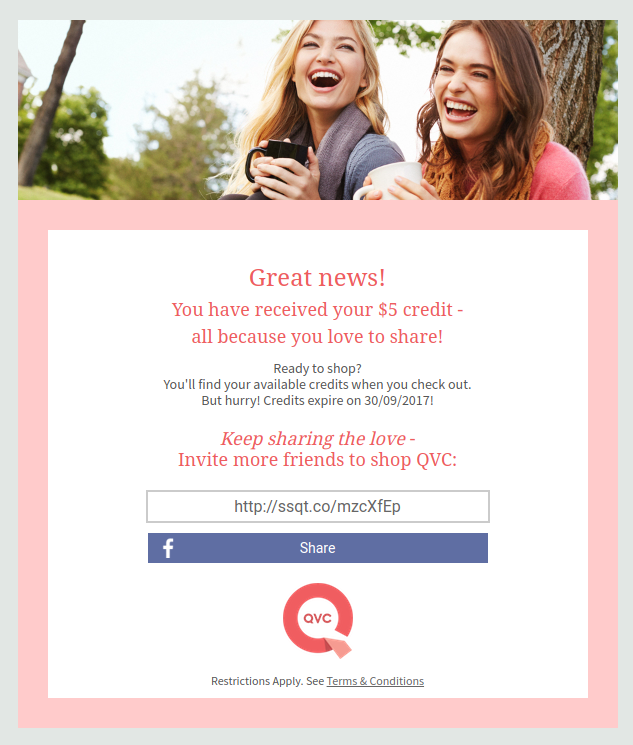 Great news!
You have received your $5 credit -
all because you love to share!
Ready to shop?
You'll find your available credits when you check out.
But hurry! Credits expire on 30/09/2017!
Keep sharing the love -
Invite more friends to shop QVC:
http://ssqt.co/mzcXfEp
f Share
QVC
Restrictions Apply. See Terms & Conditions